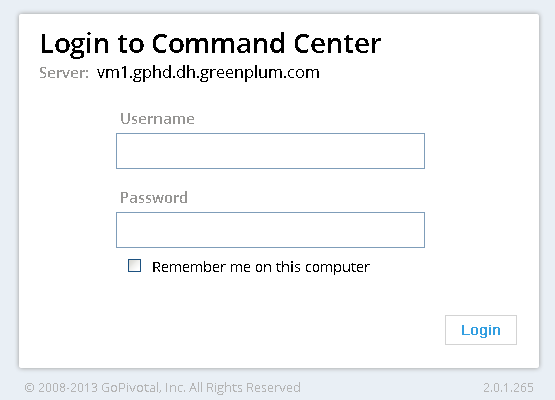 Login to Command Center
Server: vm1.gphd.dh.greenplum.com
Username
Password
Remember me on this computer
Login
© 2008-2013 GoPivotal, Inc. All Rights Reserved 2.0.1.265